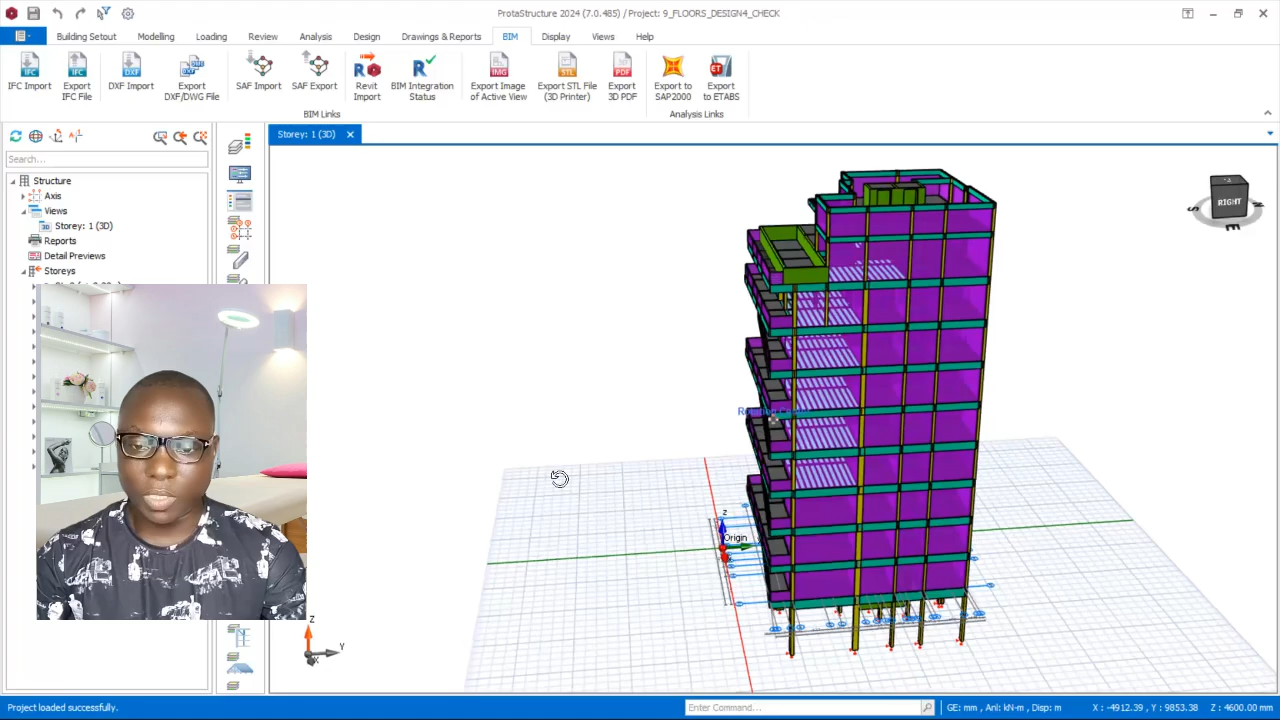 ProtaStructure 2024 (7.0.485) / Project: 9_FLOORS_DESIGN4_CHECK
Building Setout Modelling Loading Review Analysis Design Drawings & Reports BIM Display Views Help
IFC Import
Export IFC File
DXF Import
Export DXF/DWG File
SAF Import
SAF Export
Revit Import
BIM Integration Status
Export Image of Active View
Export STL File (3D Printer)
Export 3D PDF
Export to SAP2000
Export to ETABS
BIM Links
Analysis Links
Storey: 1 (3D)
Search...
Structure
Axis
Views
Storey: 1 (3D)
Reports
Detail Previews
Storeys
RIGHT
Origin
z
Z
Y
X
Project loaded successfully.
Enter Command...
GE: mm , Anl: kN-m , Disp: m
X : -4912.39 , Y : 9853.38 Z : 4600.00 mm